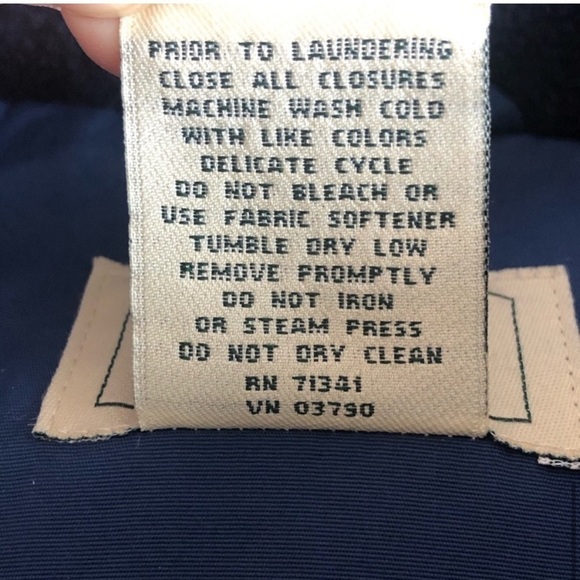 PRIOR TO LAUNDERING
CLOSE ALL CLOSURES
MACHINE WASH COLD
WITH LIKE COLORS
DELICATE CYCLE
DO NOT BLEACH OR
USE FABRIC SOFTENER
TUMBLE DRY LOW
REMOVE PROMPTLY
DO NOT IRON
OR STEAM PRESS
DO NOT DRY CLEAN
RN 71341
VN 03790